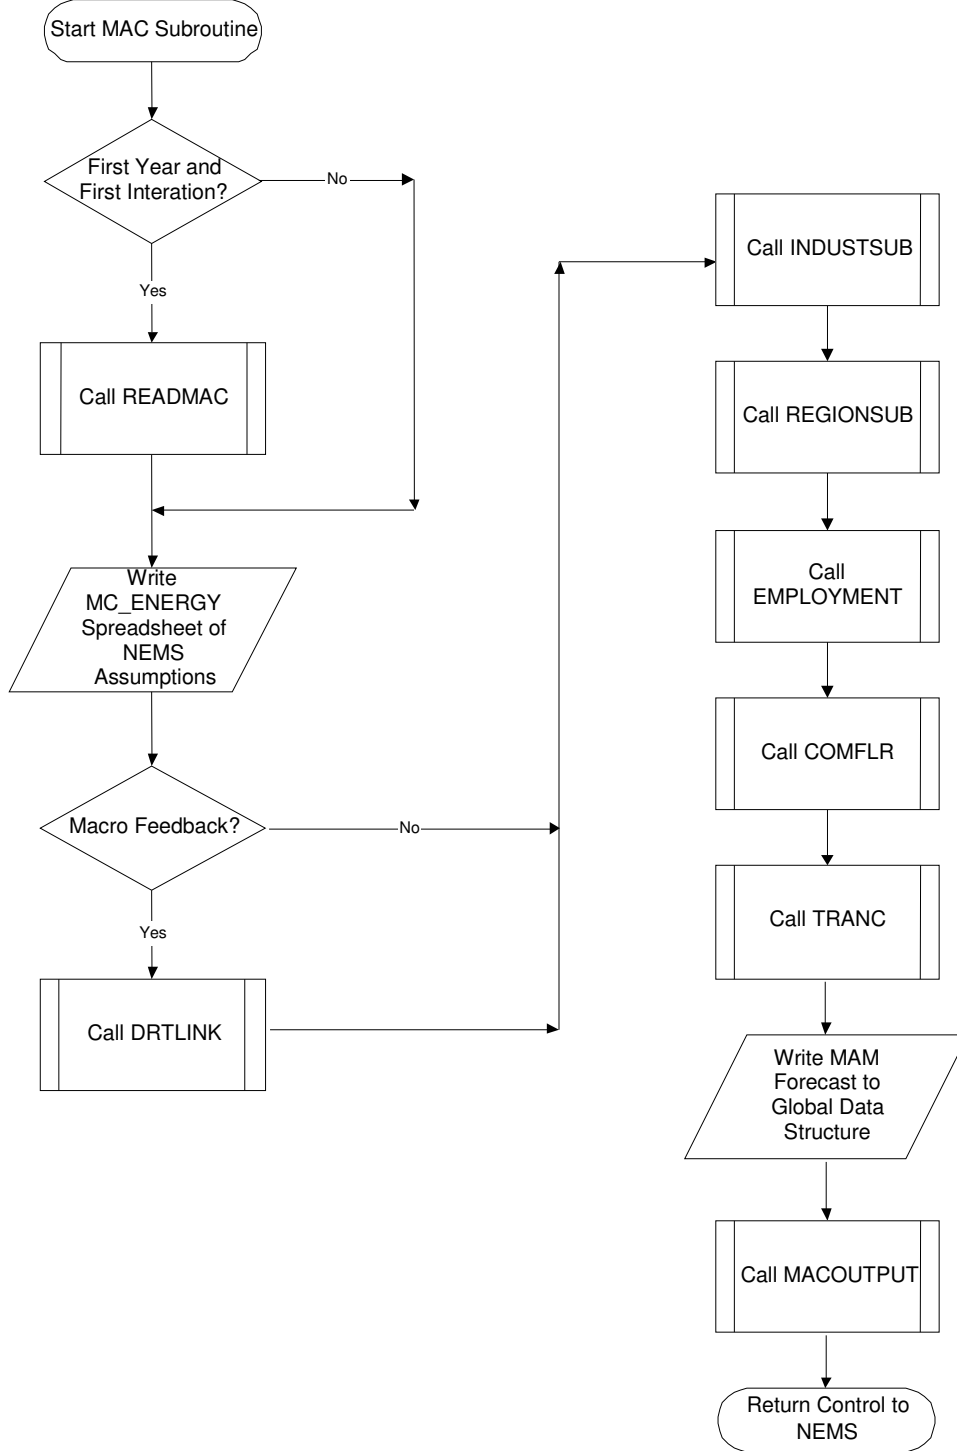 Start MAC Subroutine
First Year and
First Interation?
No
Yes
Call READMAC
Write
MC_ENERGY
Spreadsheet of
NEMS
Assumptions
Macro Feedback?
No
Yes
Call DRTLINK
Call INDUSTSUB
Call REGIONSUB
Call
EMPLOYMENT
Call COMFLR
Call TRANC
Write MAM
Forecast to
Global Data
Structure
Call MACOUTPUT
Return Control to
NEMS